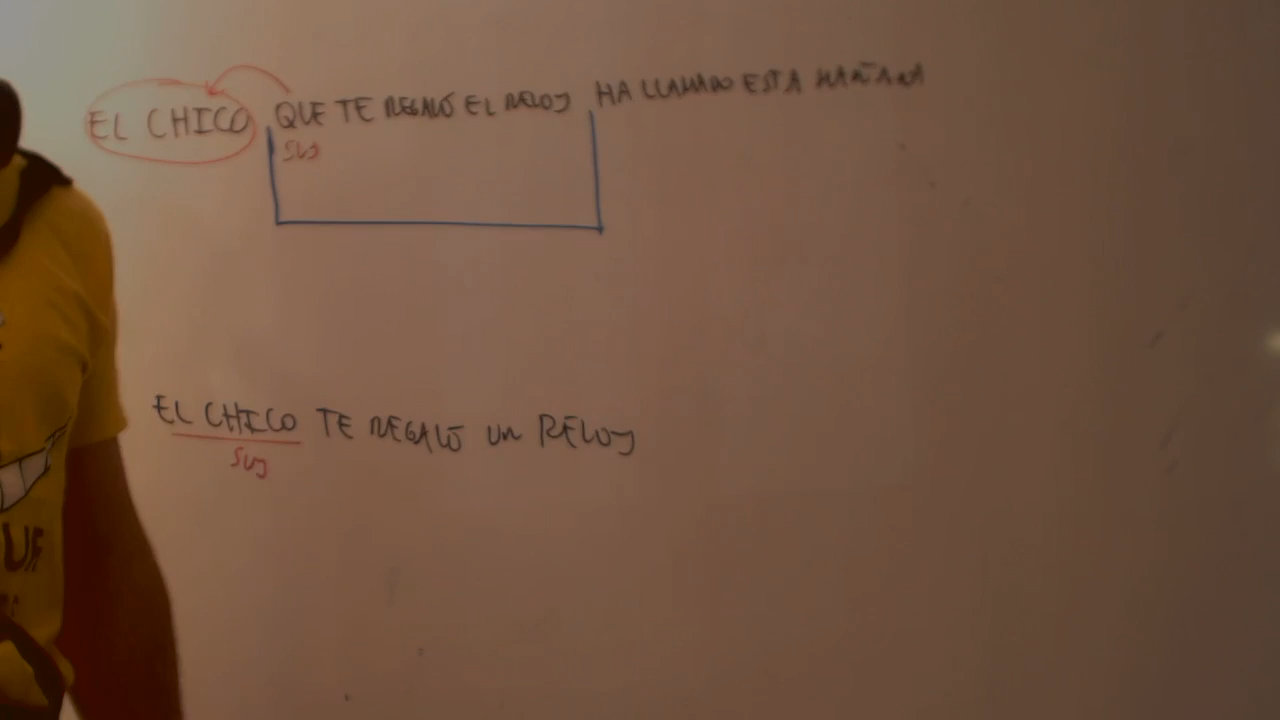 EL CHICO QUE TE REGALÓ EL RELOJ HA LLAMADO ESTA MAÑANA
SUJ
EL CHICO TE REGALÓ UN RELOJ
SUJ